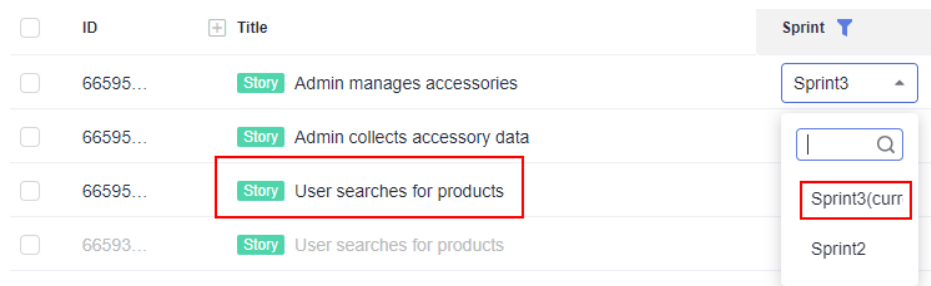 ID Title Sprint
66595... Story Admin manages accessories Sprint3
66595... Story Admin collects accessory data
66595... Story User searches for products
Sprint3(curr
66593... Story User searches for products
Sprint2